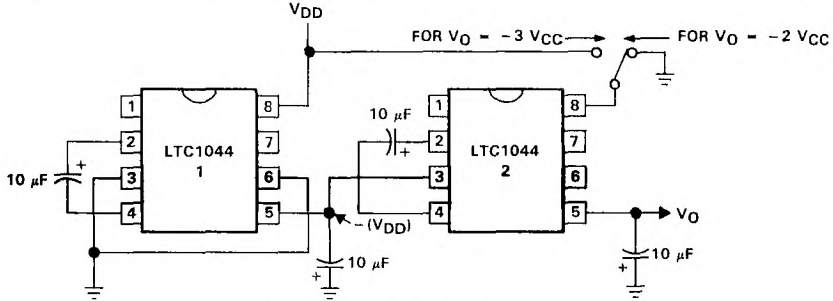 VDD
FOR VO = −3 VCC
FOR VO = −2 VCC
1
2
3
4
8
7
6
5
LTC1044
1
10 μF
+
−(VDD)
10 μF
+
10 μF
+
1
2
3
4
8
7
6
5
LTC1044
2
VO
10 μF
+